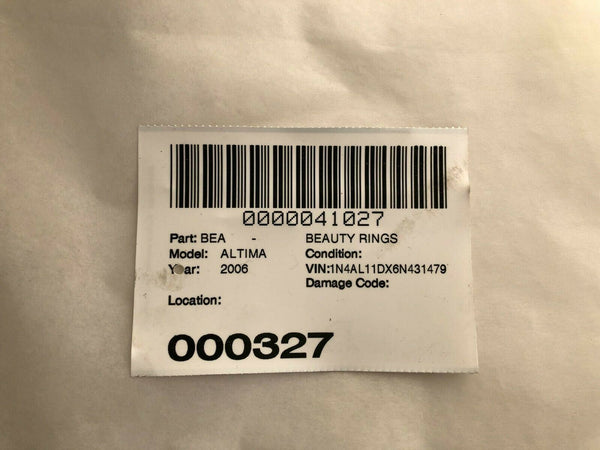 0000041027
Part: BEA - BEAUTY RINGS
Model: ALTIMA Condition:
Year: 2006 VIN:1N4AL11DX6N431479
Damage Code:
Location:
000327